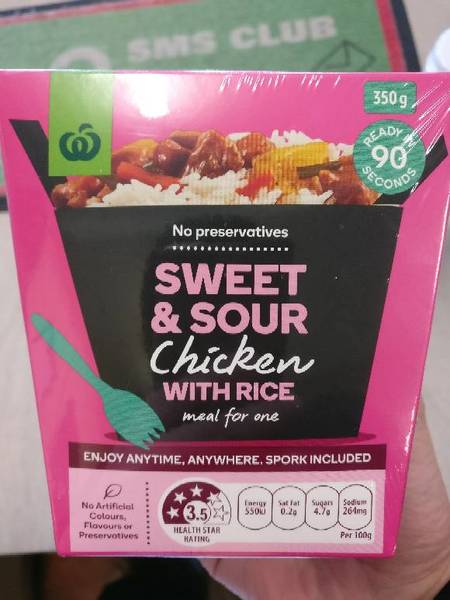 SMS CLUB
350 g
READY IN
90
SECONDS
No preservatives
SWEET
& SOUR
Chicken
WITH RICE
meal for one
ENJOY ANYTIME, ANYWHERE. SPORK INCLUDED
No Artificial
Colours,
Flavours or
Preservatives
3.5
HEALTH STAR
RATING
Energy
550kJ
Sat Fat
0.2g
Sugars
4.7g
Sodium
264mg
Per 100g